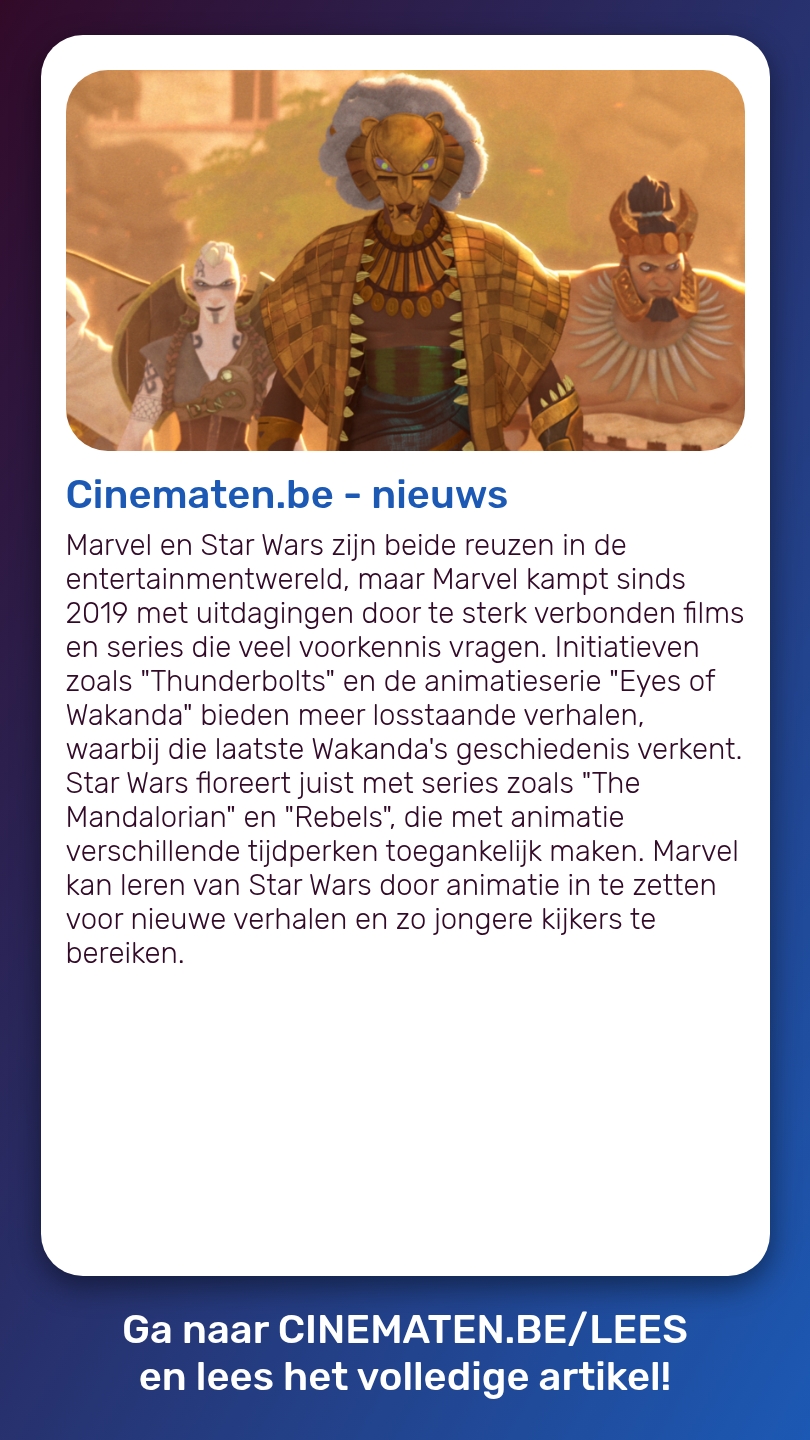 Cinematen.be - nieuws
Marvel en Star Wars zijn beide reuzen in de
entertainmentwereld, maar Marvel kampt sinds
2019 met uitdagingen door te sterk verbonden films
en series die veel voorkennis vragen. Initiatieven
zoals "Thunderbolts" en de animatieserie "Eyes of
Wakanda" bieden meer losstaande verhalen,
waarbij die laatste Wakanda's geschiedenis verkent.
Star Wars floreert juist met series zoals "The
Mandalorian" en "Rebels", die met animatie
verschillende tijdperken toegankelijk maken. Marvel
kan leren van Star Wars door animatie in te zetten
voor nieuwe verhalen en zo jongere kijkers te
bereiken.
Ga naar CINEMATEN.BE/LEES
en lees het volledige artikel!